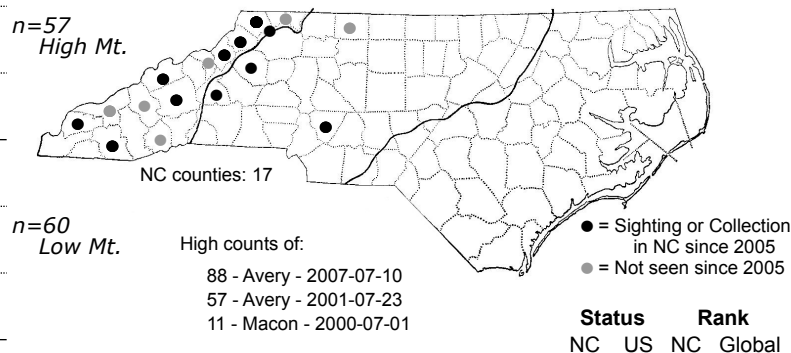 n=57
High Mt.
NC counties: 17
n=60
Low Mt.
High counts of:
88 - Avery - 2007-07-10
57 - Avery - 2001-07-23
11 - Macon - 2000-07-01
= Sighting or Collection
in NC since 2005
= Not seen since 2005
Status Rank
NC US NC Global